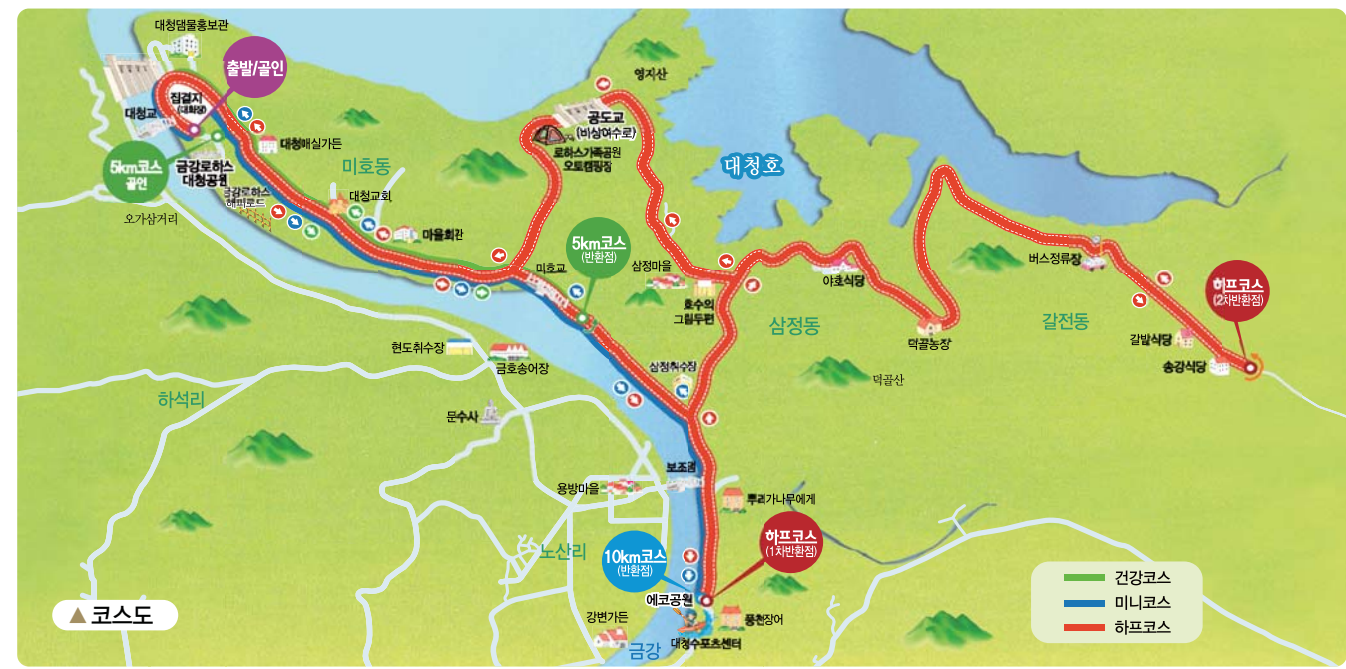 대청댐물홍보관
출발/골인
영지산
집결지
(대화장)
대청교
공도교
(비상여수로)
대청매실가든
로하스가족공원
오토캠핑장
미호동
대청호
5km코스
골인
금강로하스
대청공원
금강로하스
해피로드
대청교회
오가삼거리
마을회관
5km코스
(반환점)
미호교
삼정마을
버스정류장
야호식당
하프코스
(2차반환점)
호수의
그림두편
삼정동
갈전동
갈밭식당
덕골농장
현도취수장
금호송어장
삼정취수장
송강식당
덕골산
하석리
문수사
보조댐
용방마을
뿌리가나무에게
하프코스
(1차반환점)
노산리
10km코스
(반환점)
건강코스
미니코스
하프코스
에코공원
▲코스도
강변가든
풍천장어
대청수포츠센터
금강